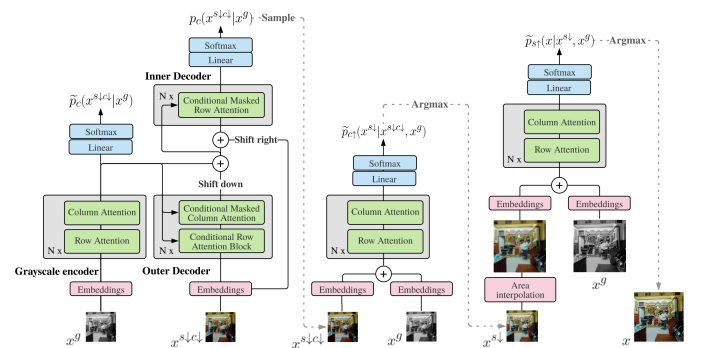 p_c(x^{s↓c↓}|x^g)
Sample
Softmax
Linear
Inner Decoder
N x
Conditional Masked
Row Attention
Shift right
Shift down
p̃_c(x^{s↓c↓}|x^g)
Softmax
Linear
Column Attention
Row Attention
N x
Grayscale encoder
Embeddings
x^g
Conditional Masked
Column Attention
Conditional Row
Attention Block
N x
Outer Decoder
Embeddings
x^{s↓c↓}
Argmax
p̃_{c↑}(x^{s↓}|x^{s↓c↓}, x^g)
Softmax
Linear
Column Attention
Row Attention
N x
Embeddings
Embeddings
x^{s↓c↓}
x^g
p̃_{s↑}(x|x^{s↓}, x^g)
Argmax
Softmax
Linear
Column Attention
Row Attention
N x
Embeddings
Embeddings
Area
interpolation
x^g
x^{s↓}
x